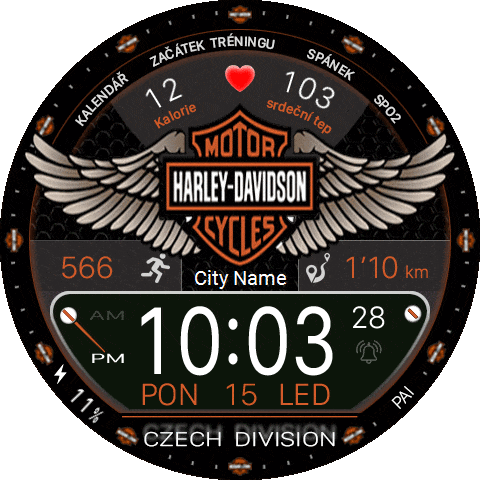 KALENDÁŘ
ZAČÁTEK TRÉNINGU
SPÁNEK
SPO2
12
Kalorie
103
srdeční tep
MOTOR
HARLEY-DAVIDSON
CYCLES
566
City Name
1'10 km
AM
PM
10:03
28
PON 15 LED
11%
PAI
CZECH DIVISION